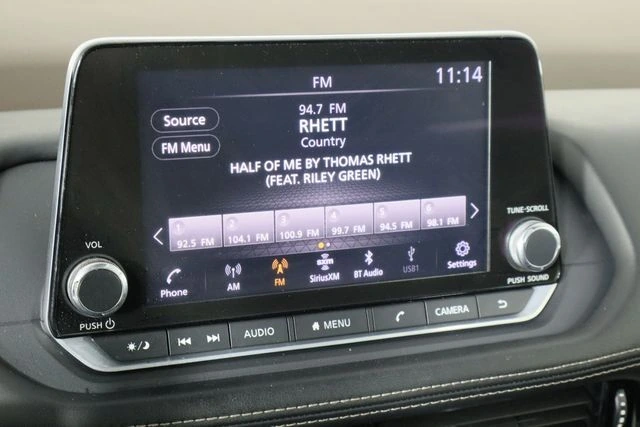 FM
11:14
94.7 FM
RHETT
Country
Source
FM Menu
HALF OF ME BY THOMAS RHETT
(FEAT. RILEY GREEN)
1 2 3 4 5 6
92.5 FM 104.1 FM 100.9 FM 99.7 FM 94.5 FM 98.1 FM
Phone AM FM sxm SiriusXM BT Audio USB1 Settings
VOL
PUSH
TUNE-SCROLL
PUSH SOUND
AUDIO MENU CAMERA